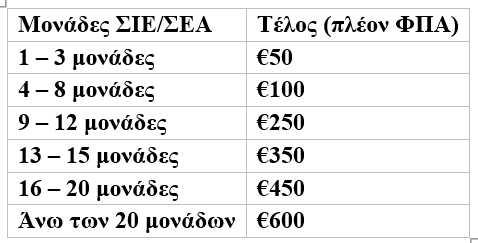 Μονάδες ΣΙΕ/ΣΕΑ Τέλος (πλέον ΦΠΑ)
1 – 3 μονάδες €50
4 – 8 μονάδες €100
9 – 12 μονάδες €250
13 – 15 μονάδες €350
16 – 20 μονάδες €450
Άνω των 20 μονάδων €600